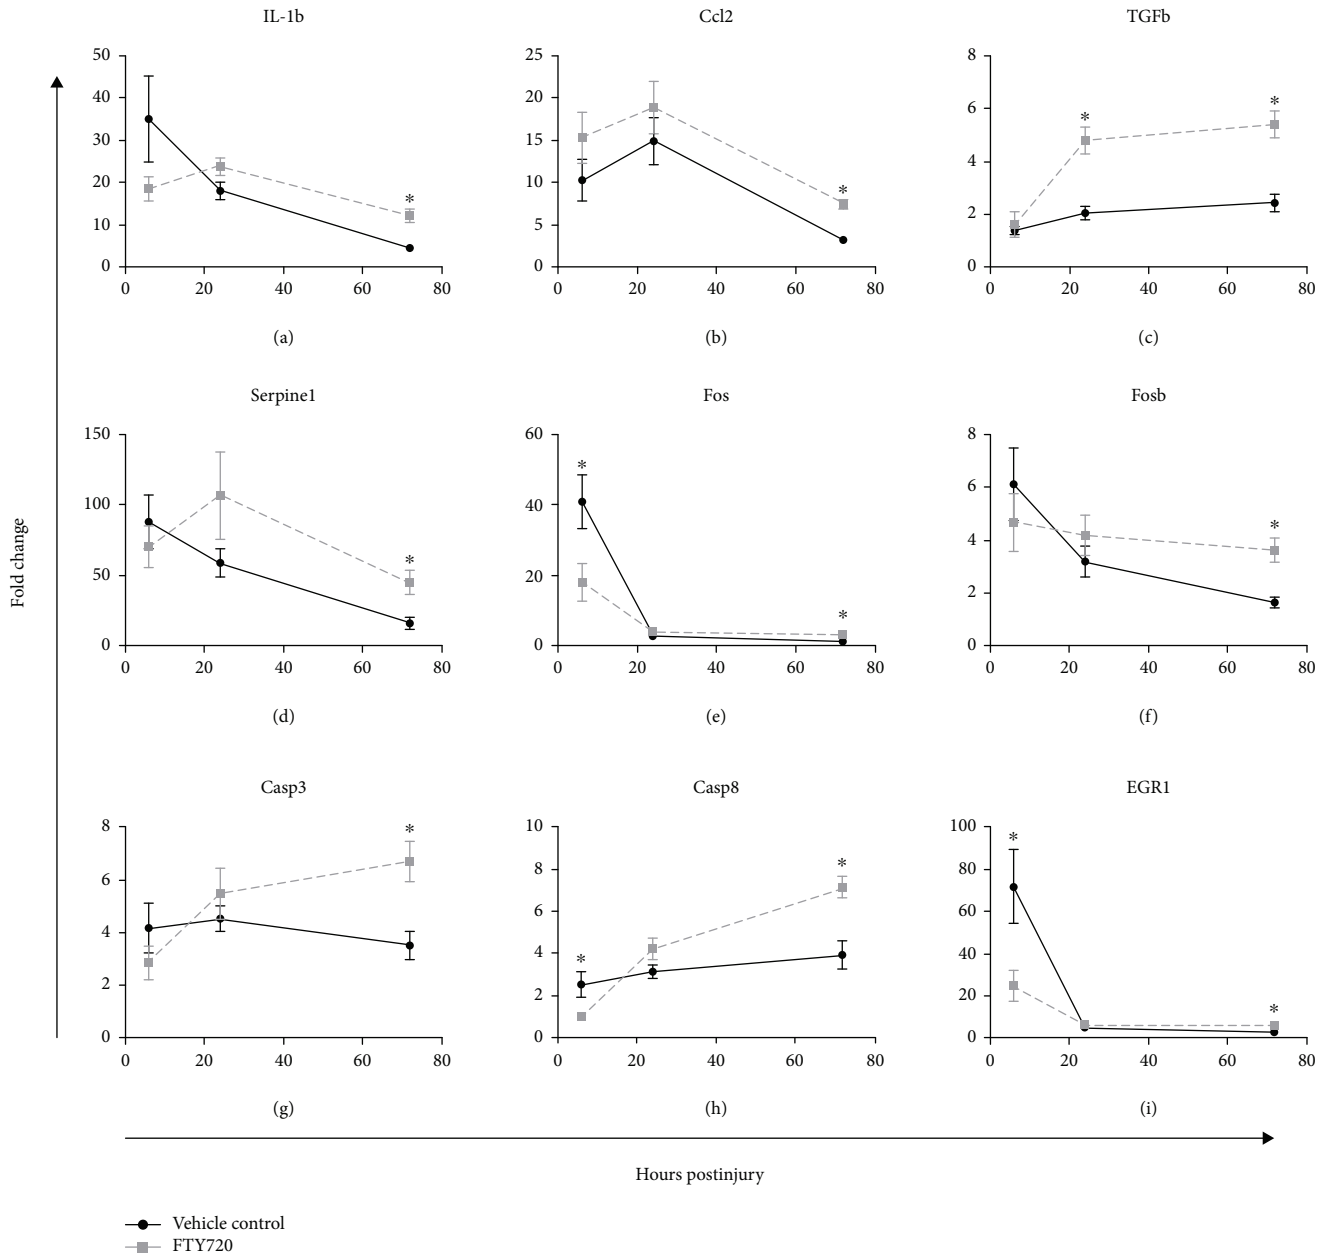 IL-1b
Ccl2
TGFb
50
40
30
20
10
0
0 20 40 60 80
25
20
15
10
5
0
0 20 40 60 80
8
6
4
2
0
0 20 40 60 80
*
*
*
*
(a)
(b)
(c)
Serpine1
Fos
Fosb
150
100
50
0
0 20 40 60 80
60
40
20
0
0 20 40 60 80
8
6
4
2
0
0 20 40 60 80
*
*
*
*
(d)
(e)
(f)
Fold change
Casp3
Casp8
EGR1
8
6
4
2
0
0 20 40 60 80
10
8
6
4
2
0
0 20 40 60 80
100
80
60
40
20
0
0 20 40 60 80
*
*
*
*
*
(g)
(h)
(i)
Hours postinjury
Vehicle control
FTY720